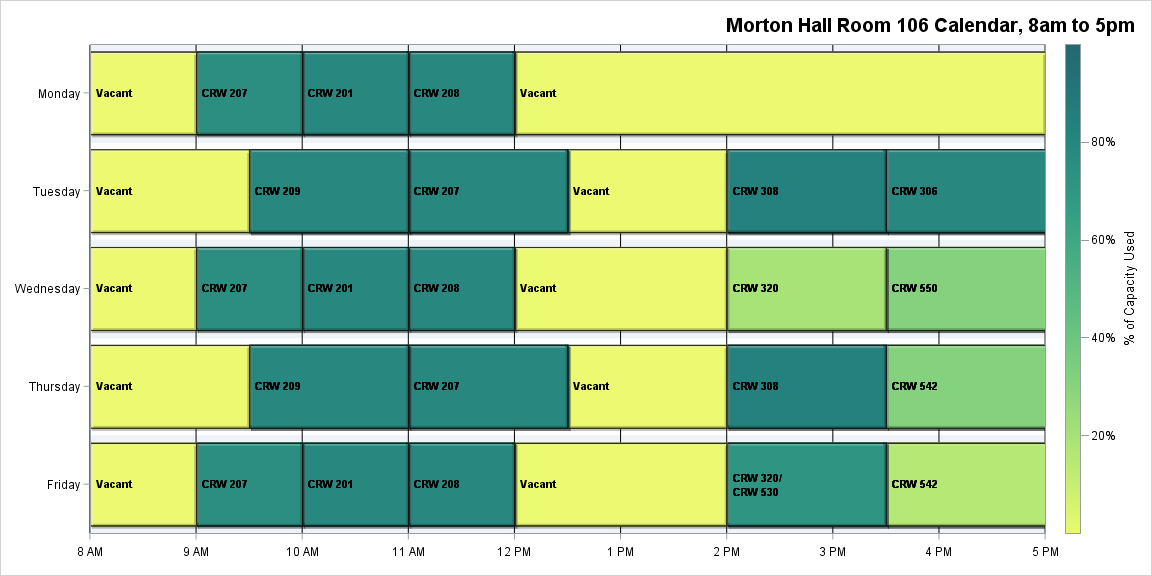 Morton Hall Room 106 Calendar, 8am to 5pm
Monday
Vacant
CRW 207
CRW 201
CRW 208
Vacant
Tuesday
Vacant
CRW 209
CRW 207
Vacant
CRW 308
CRW 306
Wednesday
Vacant
CRW 207
CRW 201
CRW 208
Vacant
CRW 320
CRW 550
Thursday
Vacant
CRW 209
CRW 207
Vacant
CRW 308
CRW 542
Friday
Vacant
CRW 207
CRW 201
CRW 208
Vacant
CRW 320/
CRW 530
CRW 542
8 AM
9 AM
10 AM
11 AM
12 PM
1 PM
2 PM
3 PM
4 PM
5 PM
80%
60%
40%
20%
% of Capacity Used